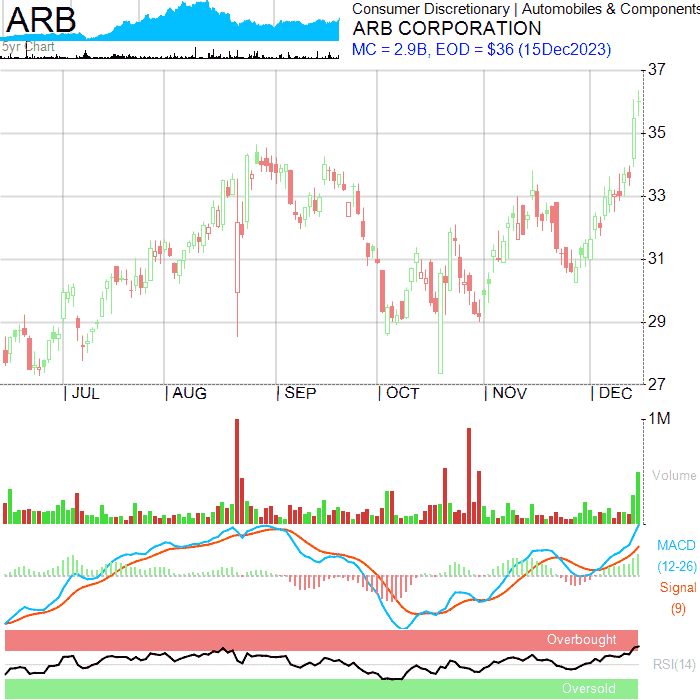 ARB
5yr Chart
Consumer Discretionary | Automobiles & Components
ARB CORPORATION
MC = 2.9B, EOD = $36 (15Dec2023)
37
35
33
31
29
27
| JUL | AUG | SEP | OCT | NOV | DEC
1M
Volume
MACD
(12-26)
Signal
(9)
Overbought
RSI(14)
Oversold